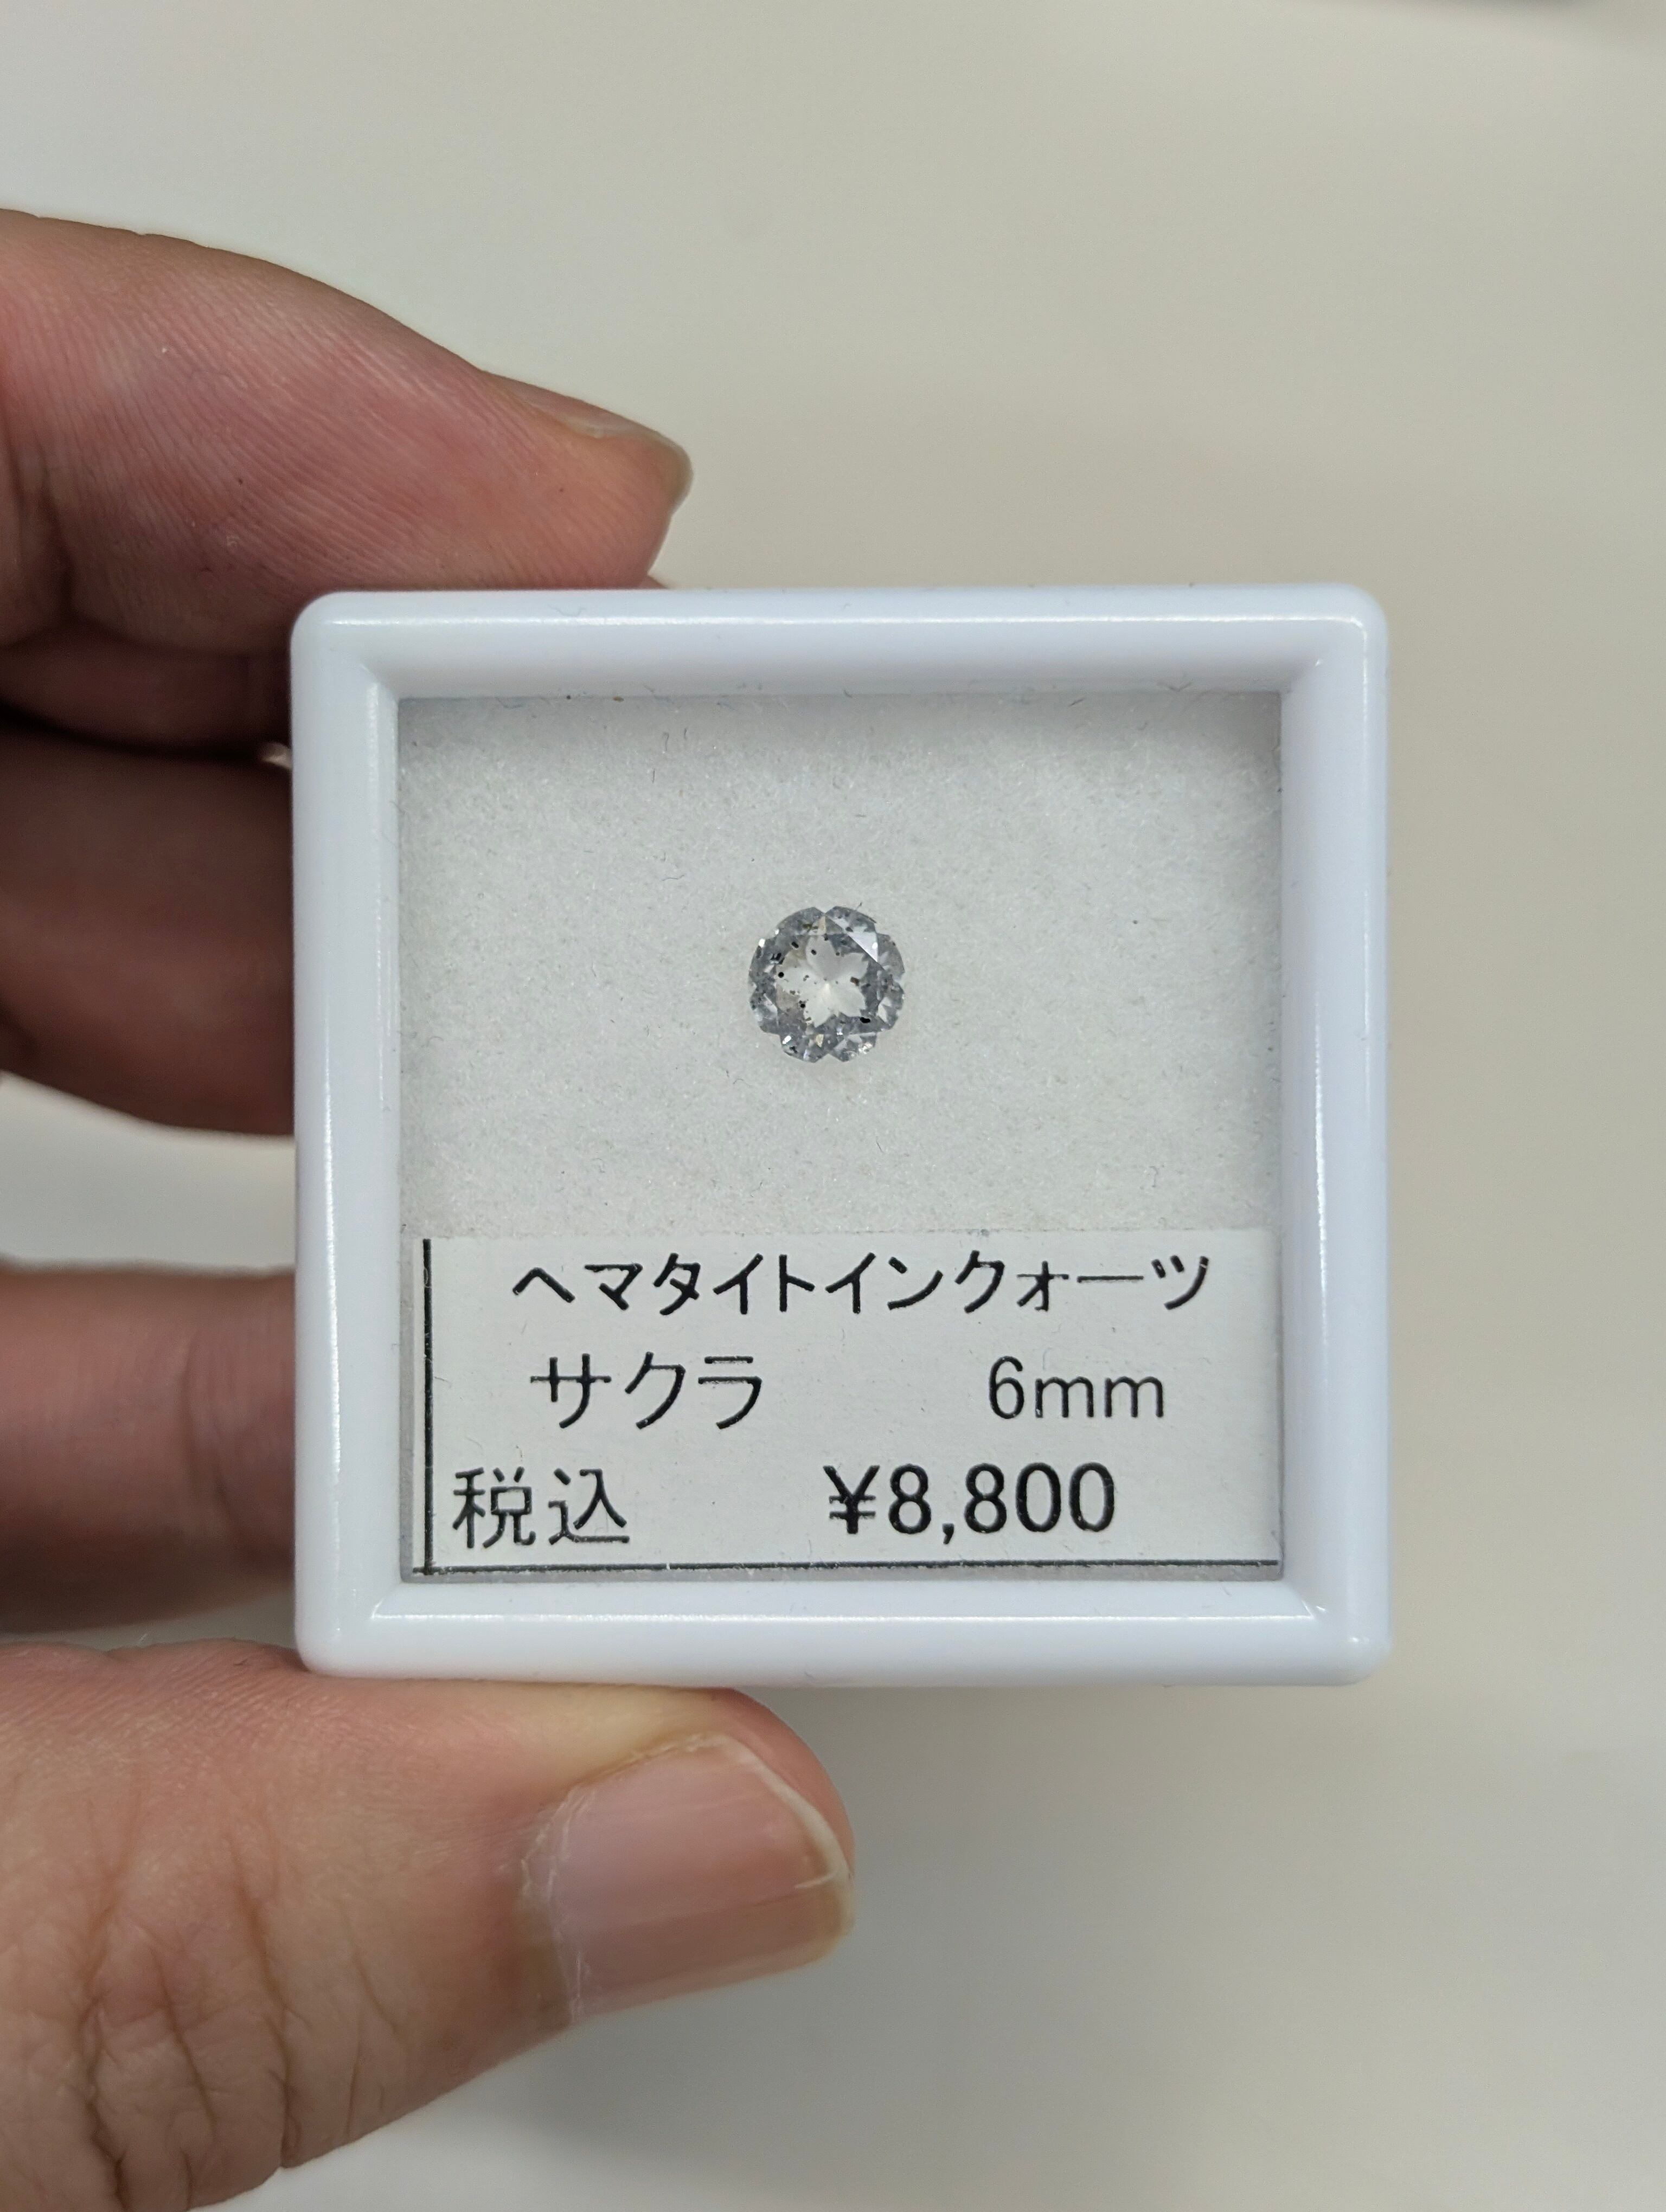 ヘマタイトインクォーツ
サクラ 6mm
税込 ¥8,800